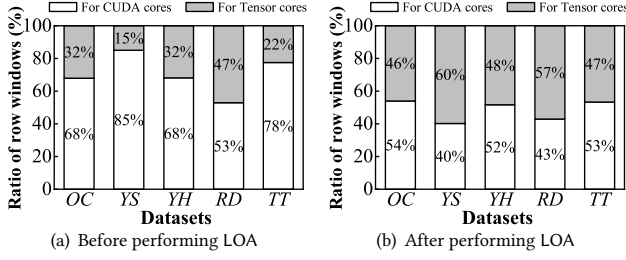 For CUDA cores For Tensor cores
Ratio of row windows (%)
100
80
60
40
20
0
32% 15% 32% 47% 22%
68% 85% 68% 53% 78%
OC YS YH RD TT
Datasets
(a) Before performing LOA
For CUDA cores For Tensor cores
Ratio of row windows (%)
100
80
60
40
20
0
46% 60% 48% 57% 47%
54% 40% 52% 43% 53%
OC YS YH RD TT
Datasets
(b) After performing LOA